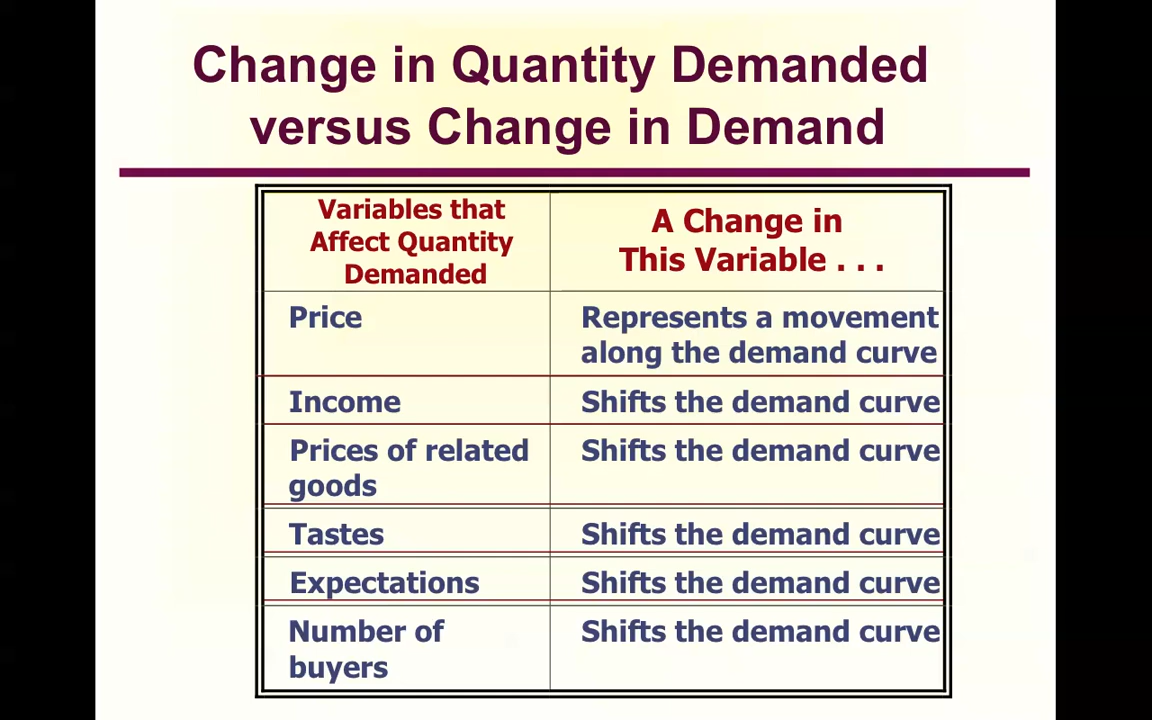 Change in Quantity Demanded
versus Change in Demand
Variables that
Affect Quantity
Demanded
A Change in
This Variable . . .
Price
Represents a movement
along the demand curve
Income
Shifts the demand curve
Prices of related
goods
Shifts the demand curve
Tastes
Shifts the demand curve
Expectations
Shifts the demand curve
Number of
buyers
Shifts the demand curve